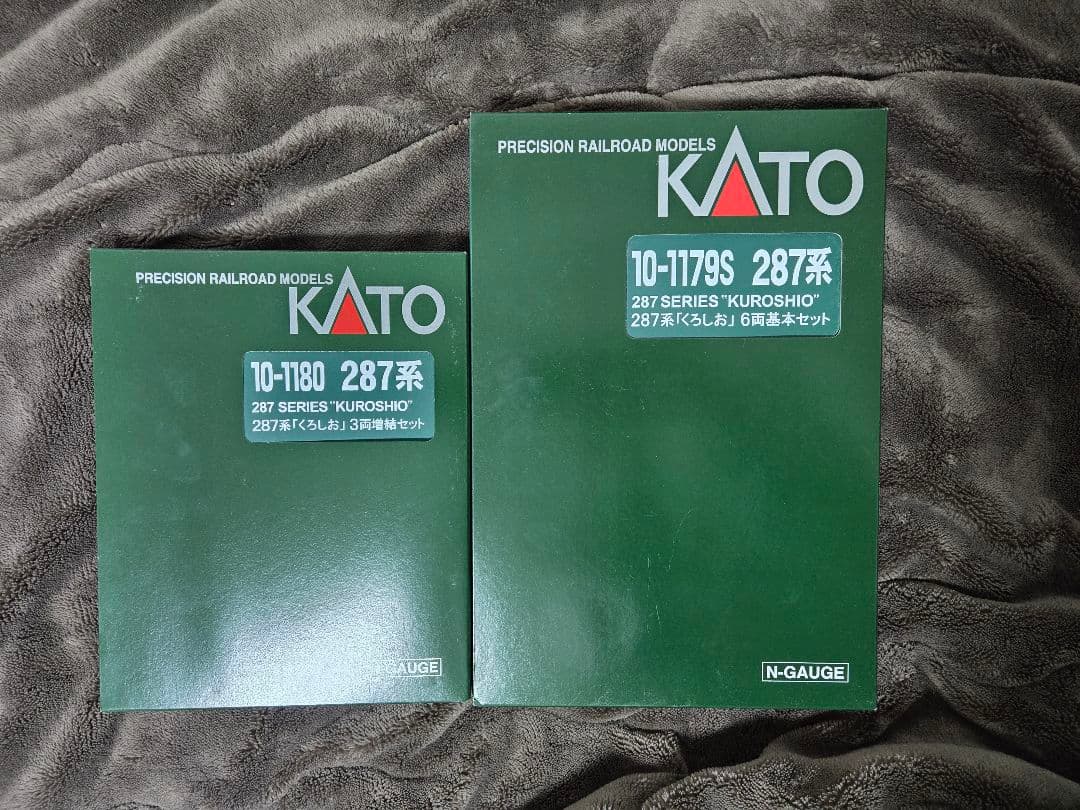 PRECISION RAILROAD MODELS
KATO
10-1180 287系
287 SERIES "KUROSHIO"
287系「くろしお」3両増結セット
N-GAUGE
PRECISION RAILROAD MODELS
KATO
10-1179S 287系
287 SERIES "KUROSHIO"
287系「くろしお」6両基本セット
N-GAUGE